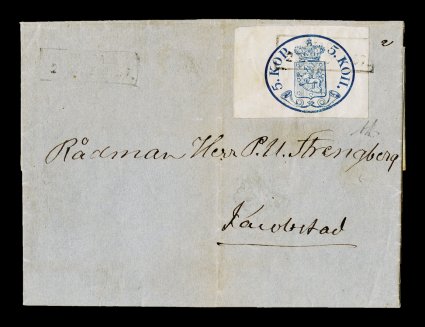 5. KOP. 5. КОП.
Rådman Herr P. U. Strengberg
Jacobstad